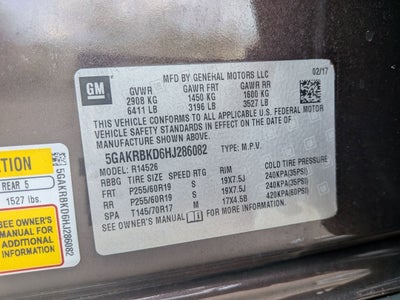 GM
MFD BY GENERAL MOTORS LLC 02/17
GVWR GAWR FRT GAWR RR
2908 KG 1450 KG 1600 KG
6411 LB 3196 LB 3527 LB
THIS VEHICLE CONFORMS TO ALL APPLICABLE U.S. FEDERAL MOTOR
VEHICLE SAFETY STANDARDS IN EFFECT ON THE DATE OF
MANUFACTURE SHOWN ABOVE.
5GAKRBKD6HJ286082 TYPE: M.P.V.
MODEL: R14526
RBBG TIRE SIZE SPEED RTG RIM COLD TIRE PRESSURE
FRT P255/60R19 S 19X7.5J 240KPA(35PSI)
RR P255/60R19 S 19X7.5J 240KPA(35PSI)
SPA T145/70R17 M 17X4.5B 420KPA(60PSI)
SEE OWNER'S MANUAL FOR ADDITIONAL INFORMATION
ATION
REAR 5
1527 lbs.
SEE OWNER'S
MANUAL FOR
ADDITIONAL
INFORMATION
5GAKRBKD6HJ286082